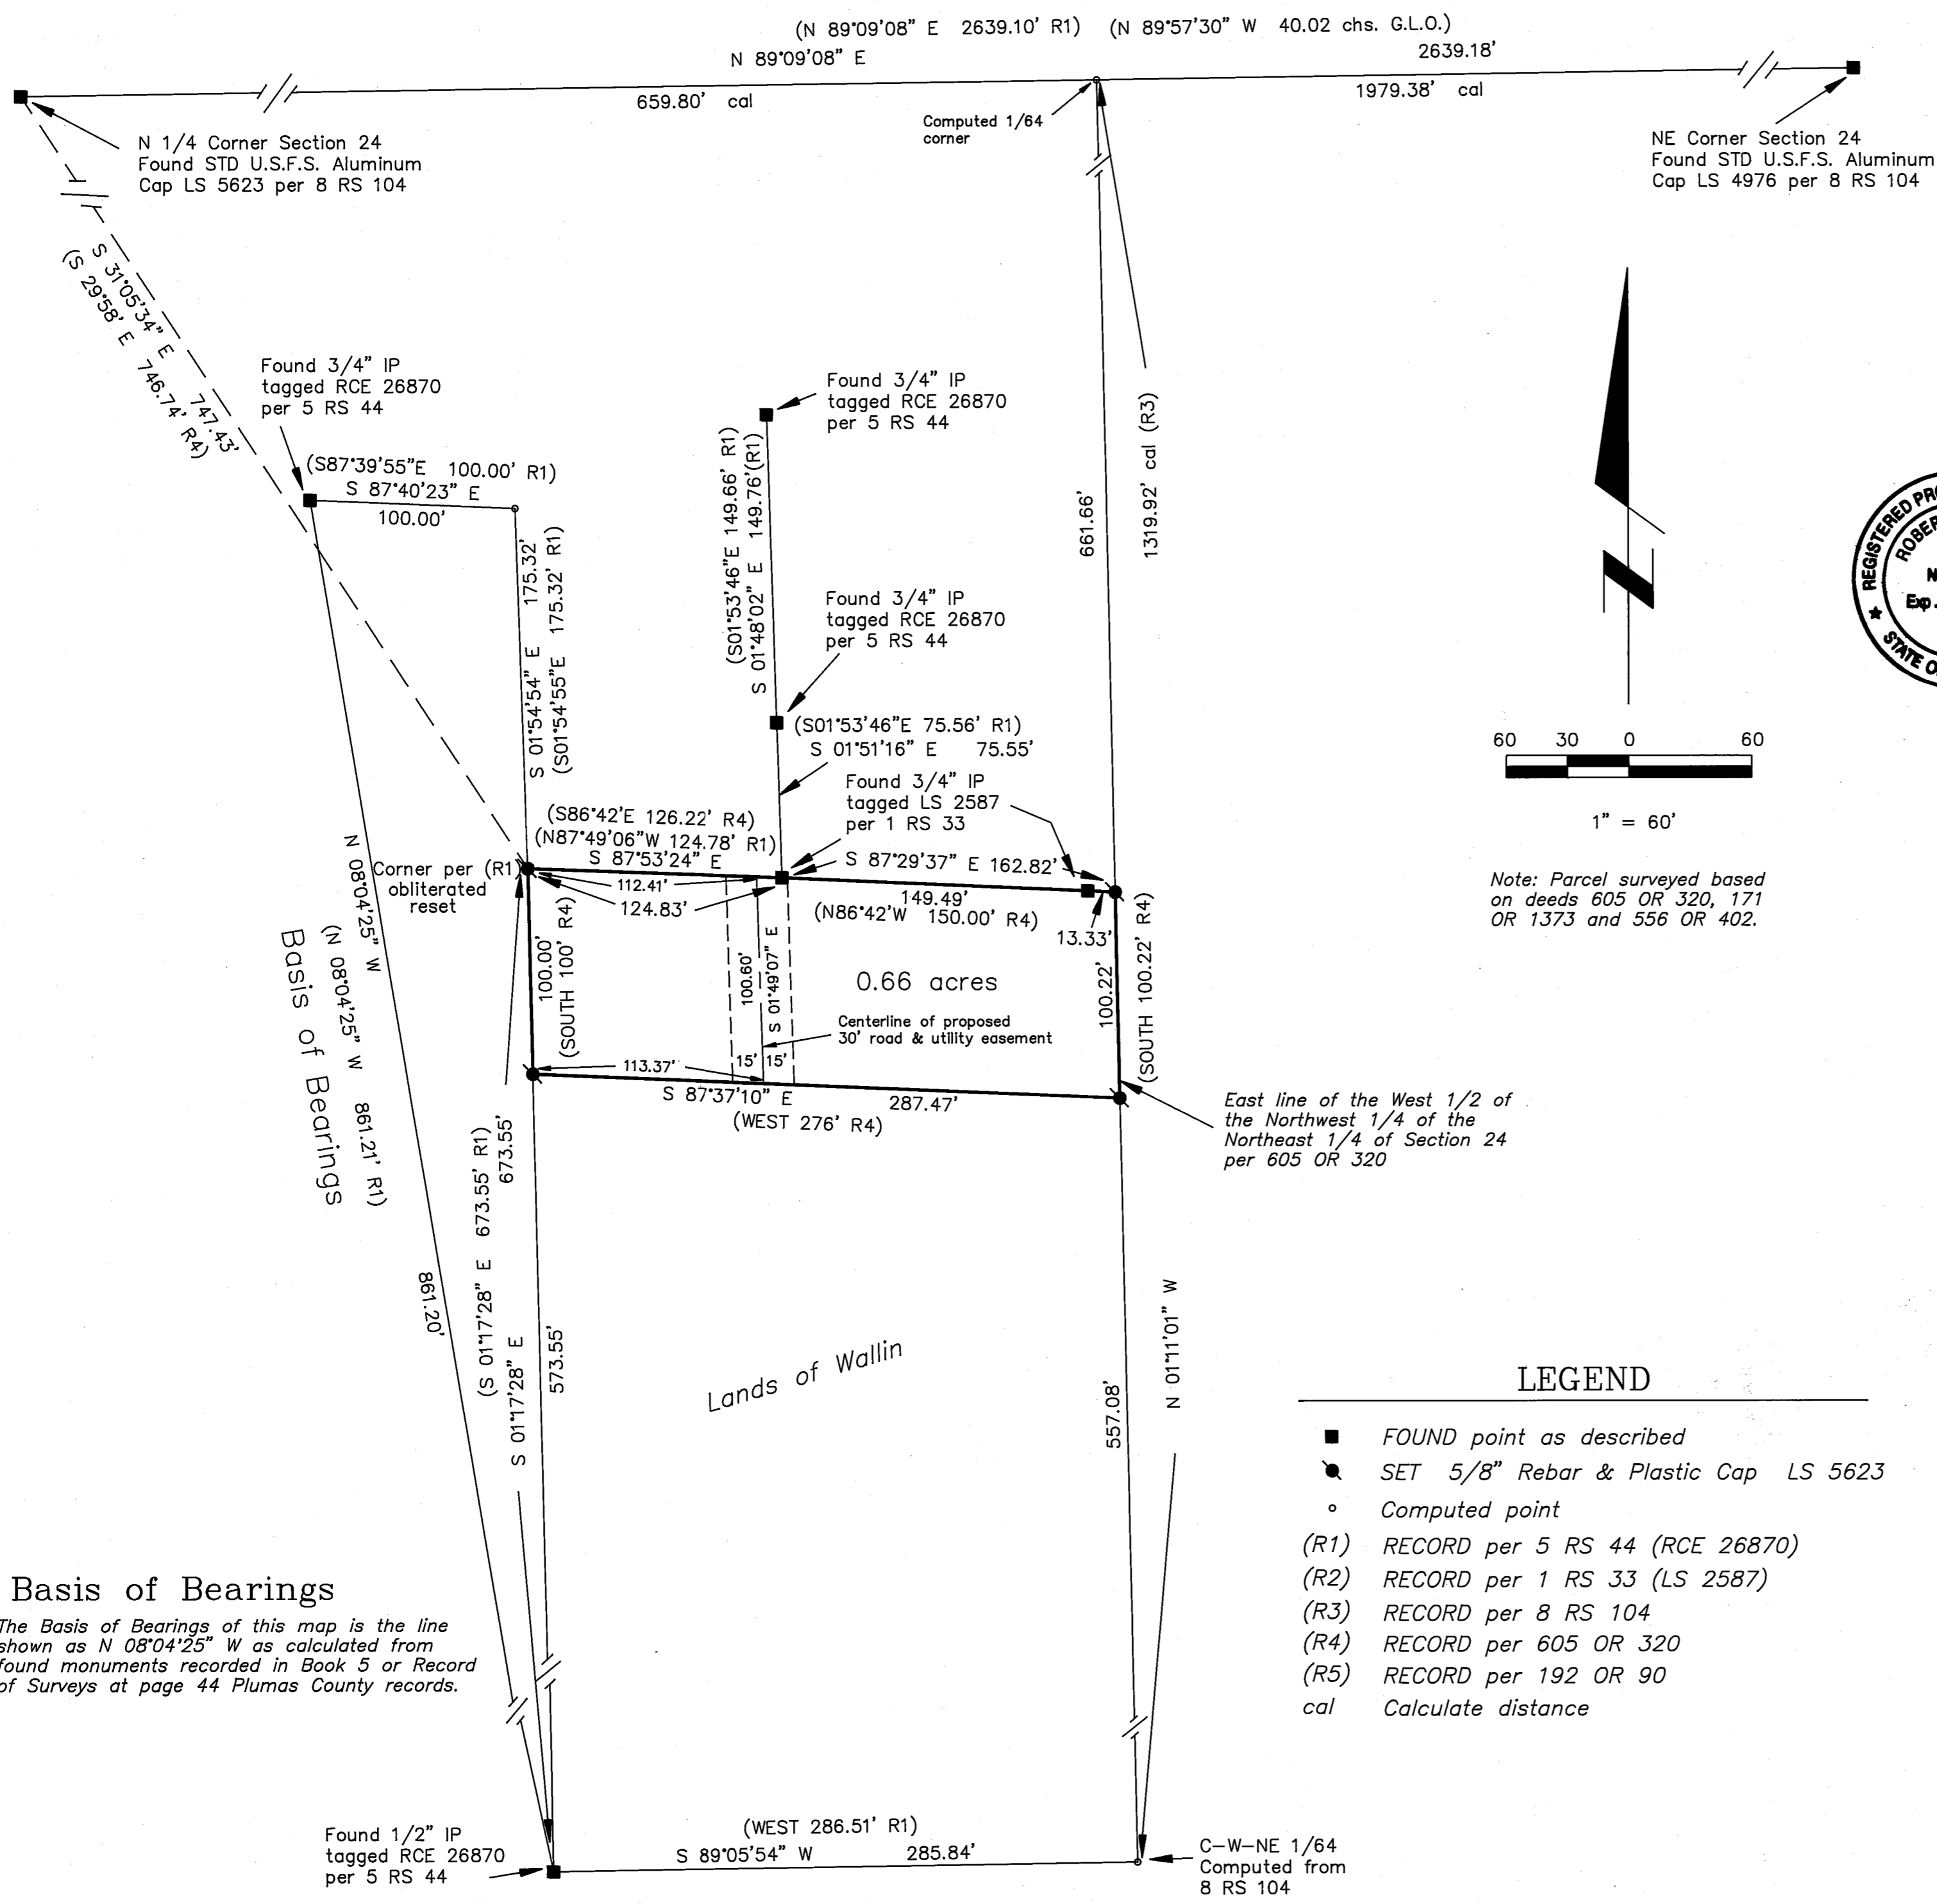 (N 89°09'08" E 2639.10' R1) (N 89°57'30" W 40.02 chs. G.L.O.)
N 89°09'08" E
2639.18'
659.80' cal
1979.38' cal
Computed 1/64
corner
N 1/4 Corner Section 24
Found STD U.S.F.S. Aluminum
Cap LS 5623 per 8 RS 104
NE Corner Section 24
Found STD U.S.F.S. Aluminum
Cap LS 4976 per 8 RS 104
S 31°05'34" E 747.43'
(S 29°58' E 746.74' R4)
Found 3/4" IP
tagged RCE 26870
per 5 RS 44
(S87°39'55"E 100.00' R1)
S 87°40'23" E
100.00'
Found 3/4" IP
tagged RCE 26870
per 5 RS 44
(S01°53'46"E 149.66' R1)
S 01°48'02" E 149.76'(R1)
661.66'
1319.92' cal (R3)
S 01°54'54" E 175.32'
(S01°54'55"E 175.32' R1)
Found 3/4" IP
tagged RCE 26870
per 5 RS 44
(S01°53'46"E 75.56' R1)
S 01°51'16" E 75.55'
Found 3/4" IP
tagged LS 2587
per 1 RS 33
REGISTERED
STATE
60 30 0 60
1" = 60'
Note: Parcel surveyed based
on deeds 605 OR 320, 171
OR 1373 and 556 OR 402.
(S86°42'E 126.22' R4)
(N87°49'06"W 124.78' R1)
S 87°53'24" E
S 87°29'37" E 162.82'
Corner per (R1)
obliterated
reset
112.41'
124.83'
149.49'
(N86°42'W 150.00' R4)
13.33'
N 08°04'25" W
(N 08°04'25" W 861.21' R1)
Basis of Bearings
861.20'
100.00'
(SOUTH 100' R4)
100.60'
S 01°49'07" E
0.66 acres
Centerline of proposed
30' road & utility easement
15' 15'
100.22'
(SOUTH 100.22' R4)
113.37'
S 87°37'10" E 287.47'
(WEST 276' R4)
East line of the West 1/2 of
the Northwest 1/4 of the
Northeast 1/4 of Section 24
per 605 OR 320
(S 01°17'28" E 673.55' R1)
673.55'
S 01°17'28" E
573.55'
Lands of Wallin
557.08'
N 01°11'01" W
LEGEND
FOUND point as described
SET 5/8" Rebar & Plastic Cap LS 5623
Computed point
(R1) RECORD per 5 RS 44 (RCE 26870)
(R2) RECORD per 1 RS 33 (LS 2587)
(R3) RECORD per 8 RS 104
(R4) RECORD per 605 OR 320
(R5) RECORD per 192 OR 90
cal Calculate distance
Basis of Bearings
The Basis of Bearings of this map is the line
shown as N 08°04'25" W as calculated from
found monuments recorded in Book 5 or Record
of Surveys at page 44 Plumas County records.
Found 1/2" IP
tagged RCE 26870
per 5 RS 44
(WEST 286.51' R1)
S 89°05'54" W 285.84'
C-W-NE 1/64
Computed from
8 RS 104